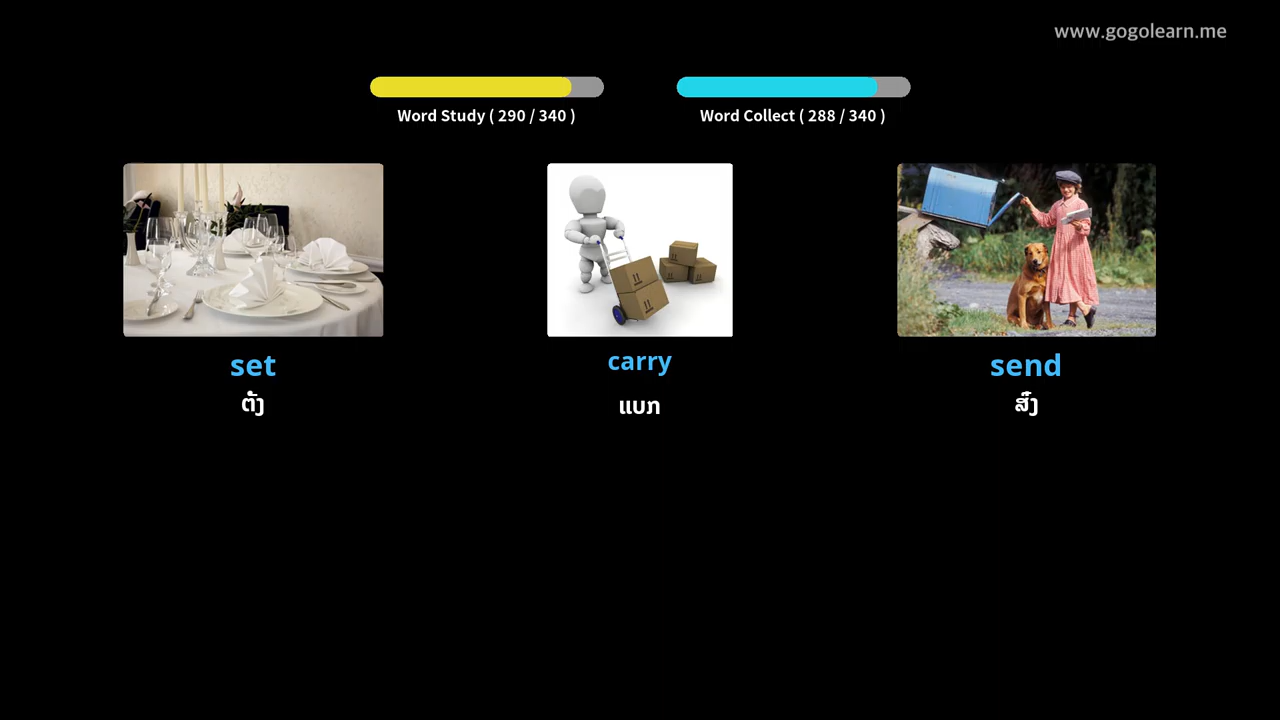 www.gogolearn.me
Word Study ( 290 / 340 )
Word Collect ( 288 / 340 )
set
carry
send
ຕັ້ງ
ແບກ
ສົ່ງ